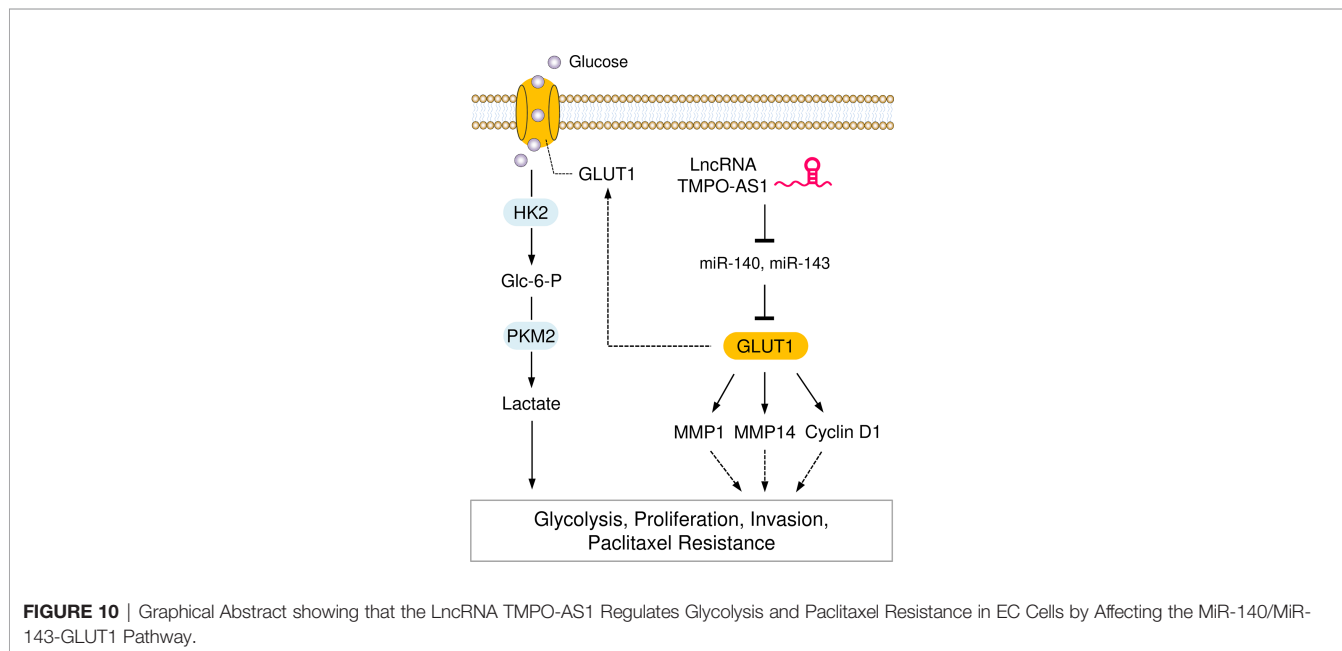 Glucose
GLUT1
LncRNA
TMPO-AS1
HK2
miR-140, miR-143
Glc-6-P
PKM2
GLUT1
Lactate
MMP1 MMP14 Cyclin D1
Glycolysis, Proliferation, Invasion,
Paclitaxel Resistance
FIGURE 10 | Graphical Abstract showing that the LncRNA TMPO-AS1 Regulates Glycolysis and Paclitaxel Resistance in EC Cells by Affecting the MiR-140/MiR-
143-GLUT1 Pathway.